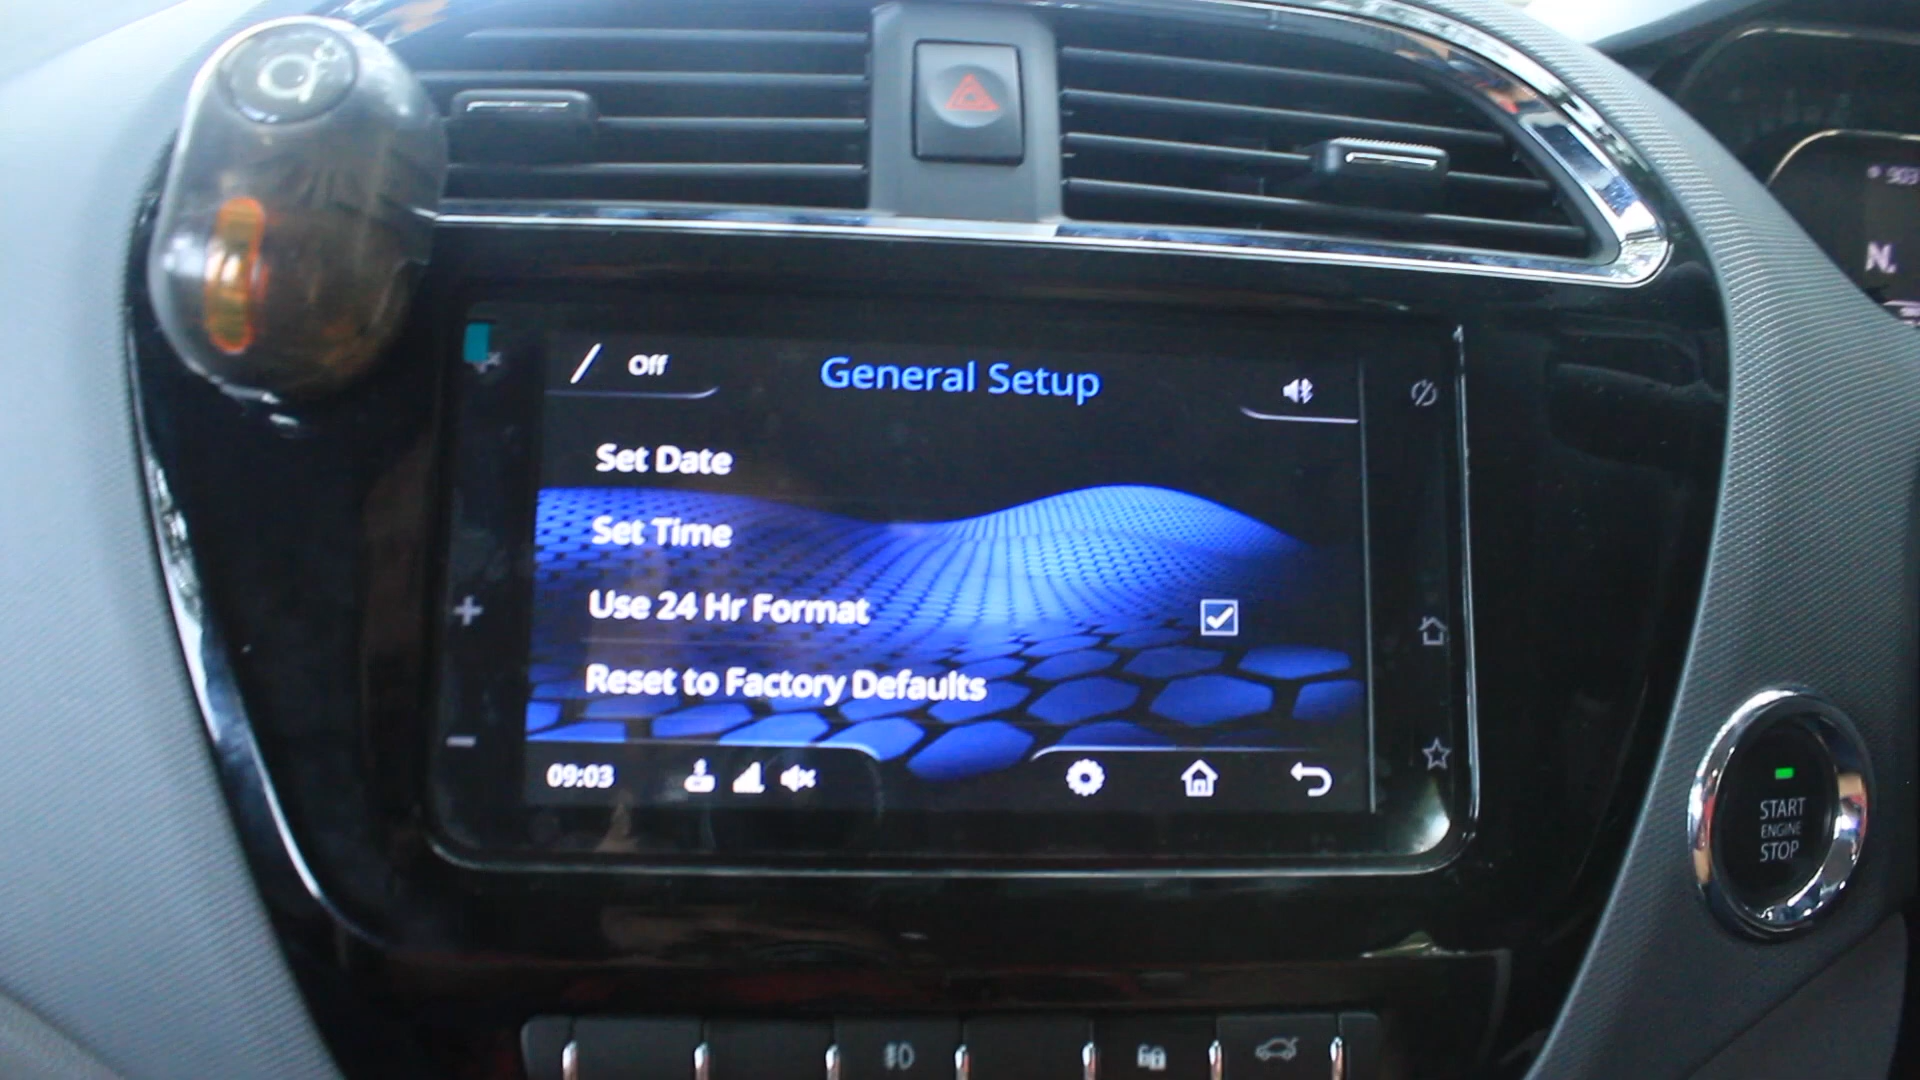 Off
General Setup
Set Date
Set Time
Use 24 Hr Format
Reset to Factory Defaults
09:03
START
ENGINE
STOP
903
N.